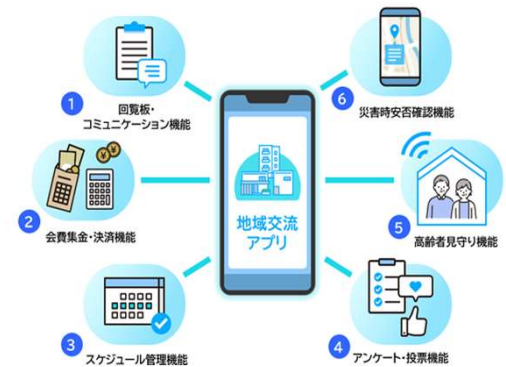 1
回覧板・
コミュニケーション機能
2
会費集金・決済機能
3
スケジュール管理機能
地域交流
アプリ
6
災害時安否確認機能
5
高齢者見守り機能
4
アンケート・投票機能